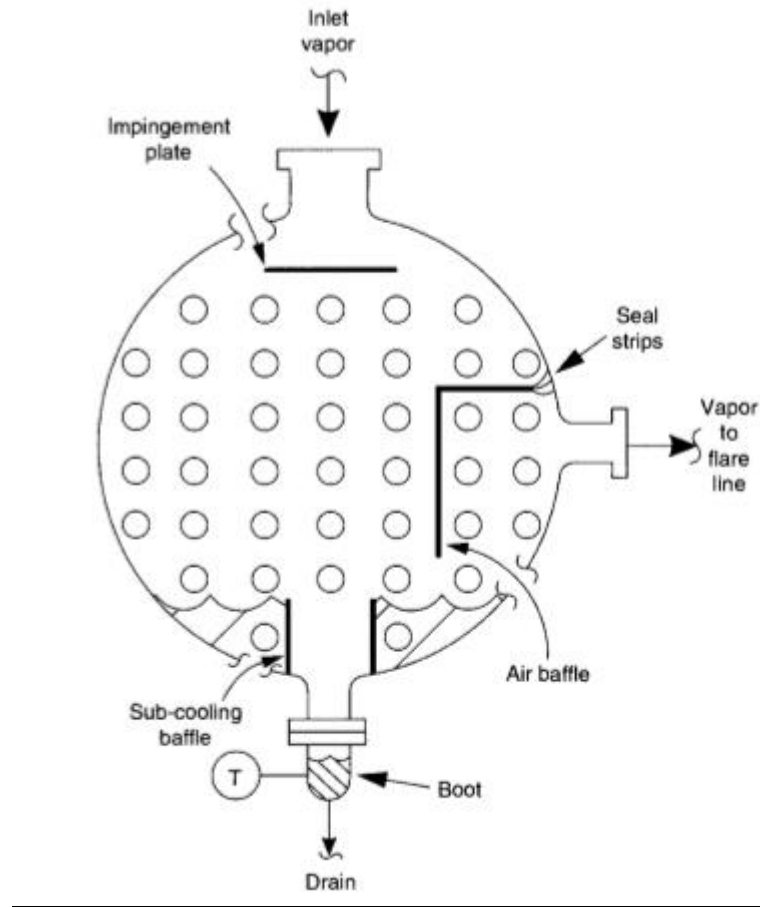 Inlet
vapor
Impingement
plate
Seal
strips
Vapor
to
flare
line
Air baffle
Sub-cooling
baffle
T
Boot
Drain